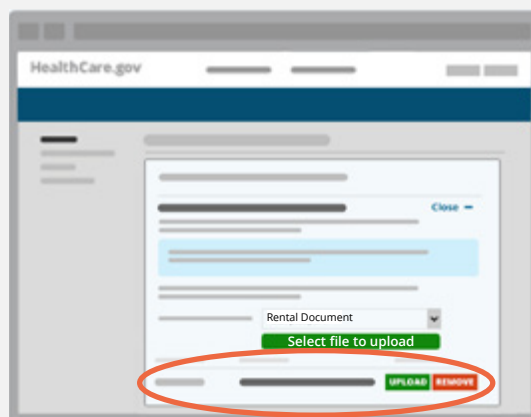 HealthCare.gov
Close −
Rental Document
Select file to upload
UPLOAD REMOVE